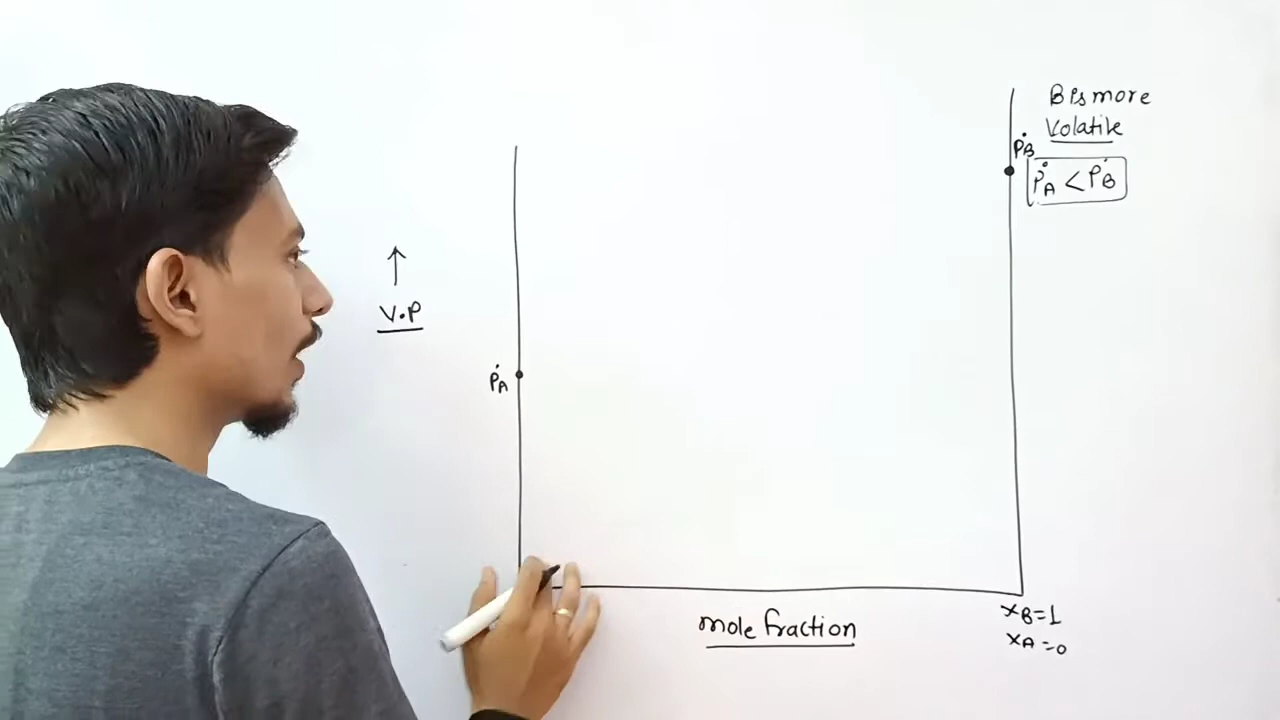 B is more
Volatile
P°B
P°A < P°B
↑
V.P
P°A
mole fraction
xB=1
xA=0